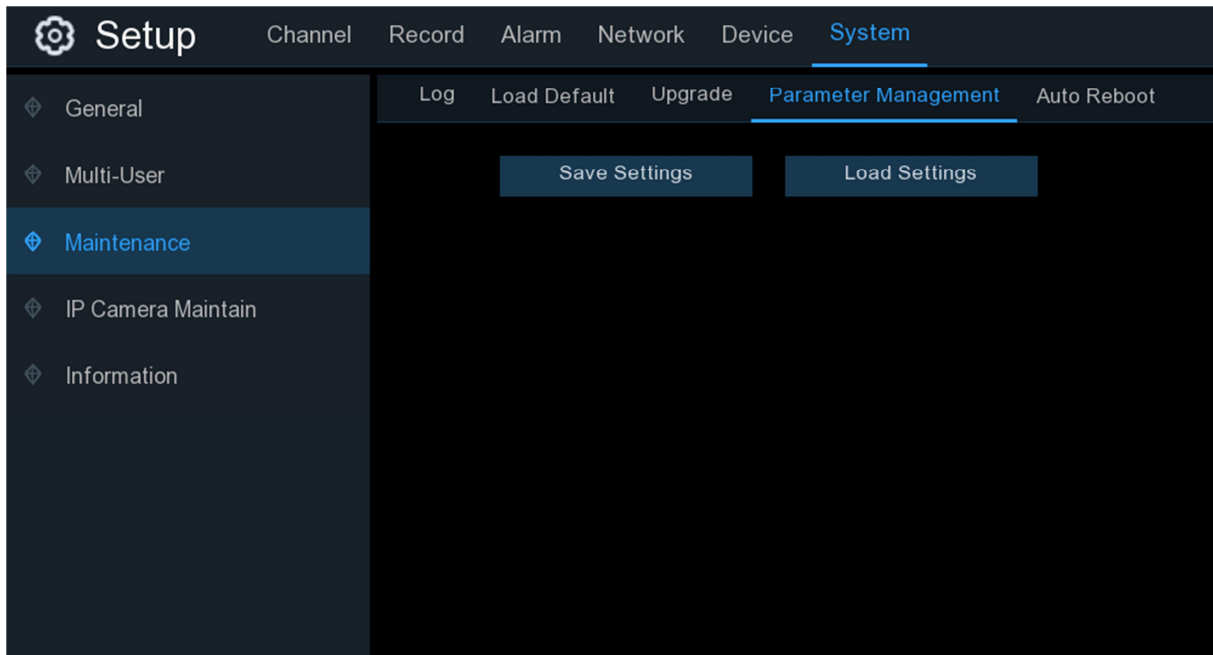 Setup Channel Record Alarm Network Device System
General
Multi-User
Maintenance
IP Camera Maintain
Information
Log Load Default Upgrade Parameter Management Auto Reboot
Save Settings Load Settings